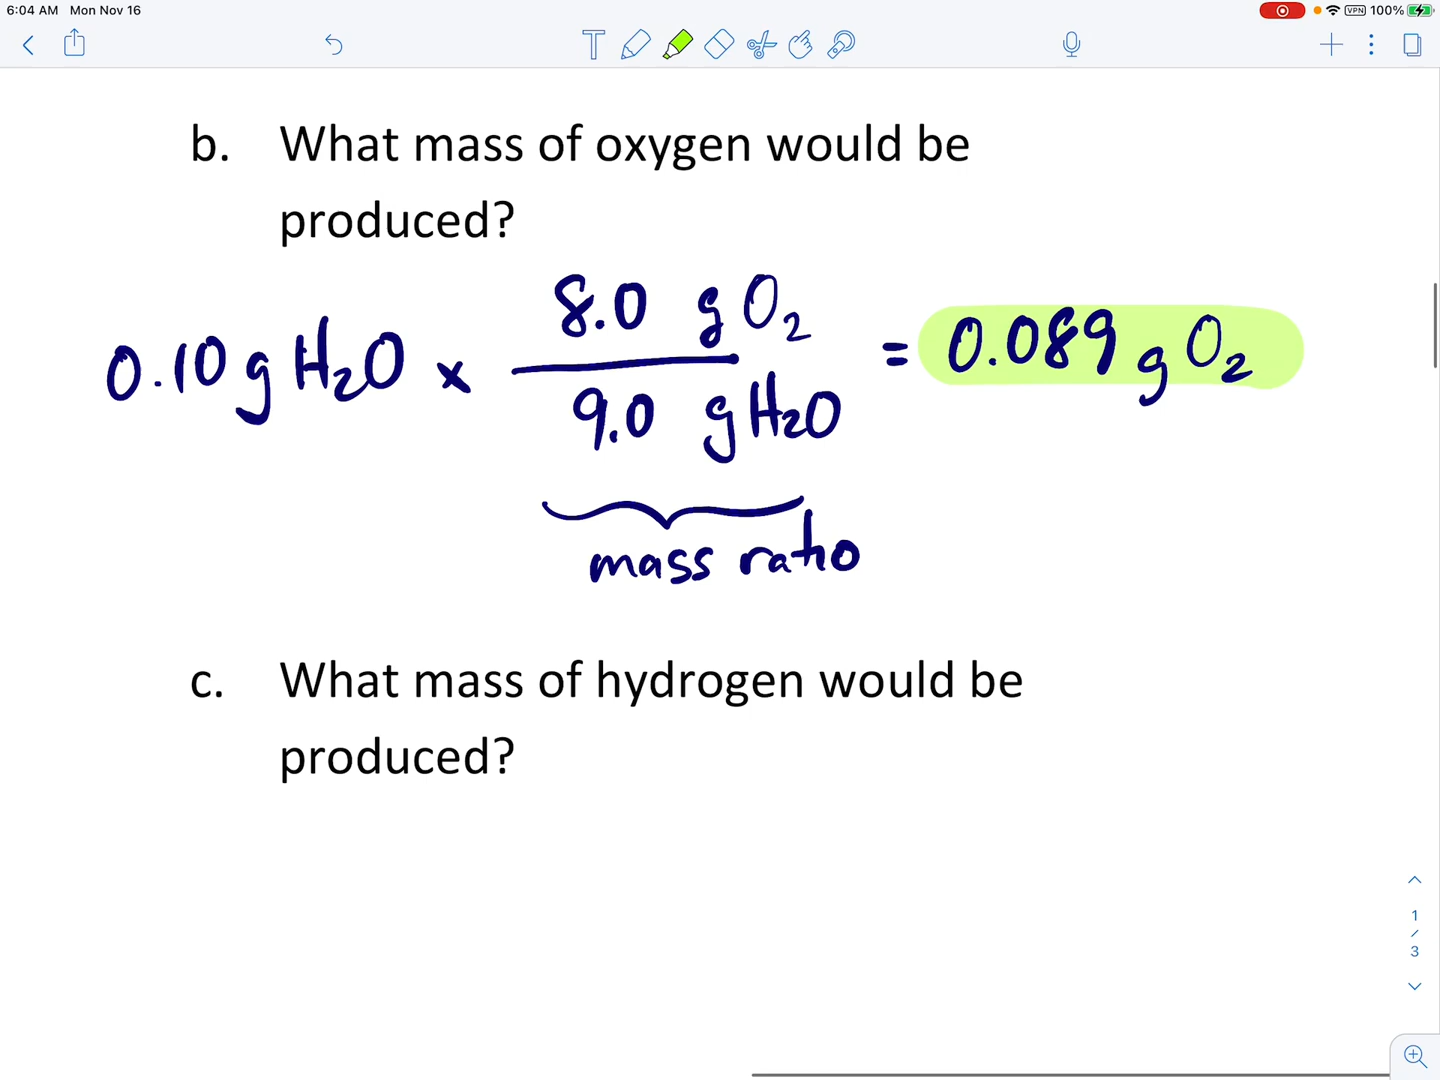 6:04 AM Mon Nov 16
VPN 100%
T
b. What mass of oxygen would be
produced?
0.10 g H₂O × 8.0 g O₂ / 9.0 g H₂O = 0.089 g O₂
mass ratio
c. What mass of hydrogen would be
produced?
1
/
3